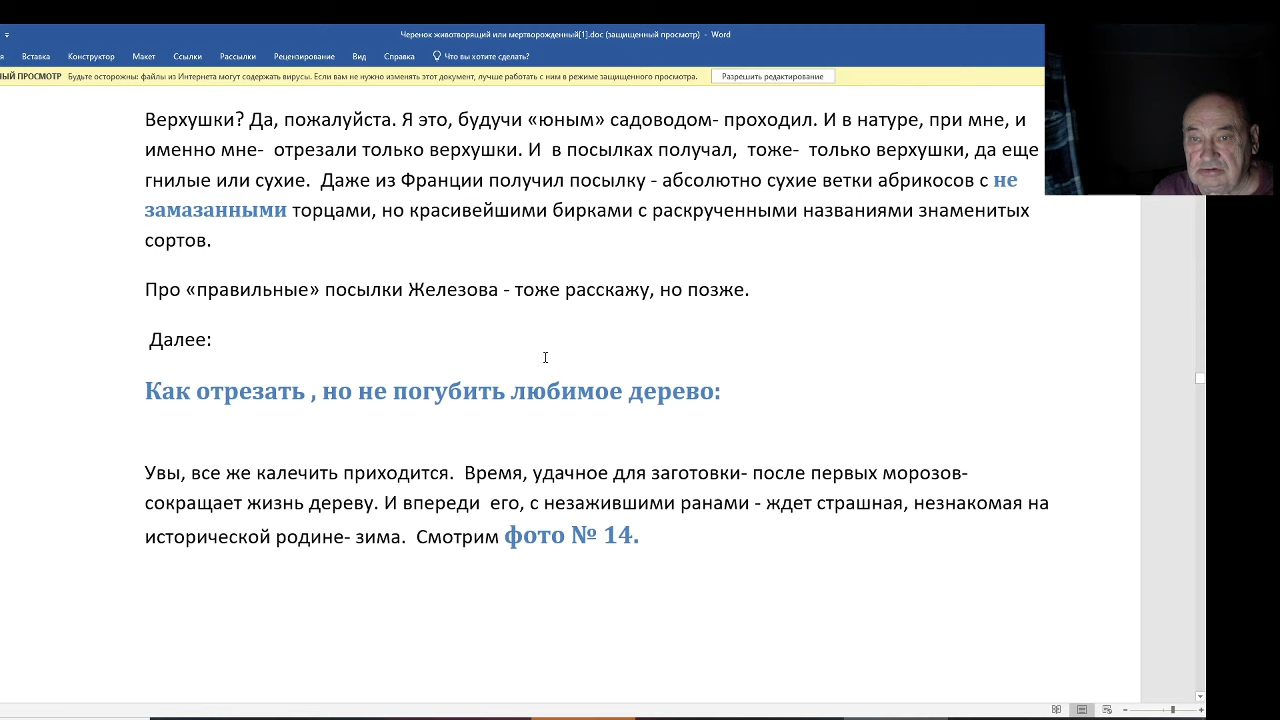 Черенок животворящий или мертворожденный[1].doc (защищенный просмотр) - Word
Вставка Конструктор Макет Ссылки Рассылки Рецензирование Вид Справка Что вы хотите сделать?
ПРОСМОТР Будьте осторожны: файлы из Интернета могут содержать вирусы. Если вам не нужно изменять этот документ, лучше работать с ним в режиме защищенного просмотра. Разрешить редактирование
Верхушки? Да, пожалуйста. Я это, будучи «юным» садоводом- проходил. И в натуре, при мне, и
именно мне- отрезали только верхушки. И в посылках получал, тоже- только верхушки, да еще
гнилые или сухие. Даже из Франции получил посылку - абсолютно сухие ветки абрикосов с не
замазанными торцами, но красивейшими бирками с раскрученными названиями знаменитых
сортов.
Про «правильные» посылки Железова - тоже расскажу, но позже.
Далее:
Как отрезать , но не погубить любимое дерево:
Увы, все же калечить приходится. Время, удачное для заготовки- после первых морозов-
сокращает жизнь дереву. И впереди его, с незажившими ранами - ждет страшная, незнакомая на
исторической родине- зима. Смотрим фото № 14.